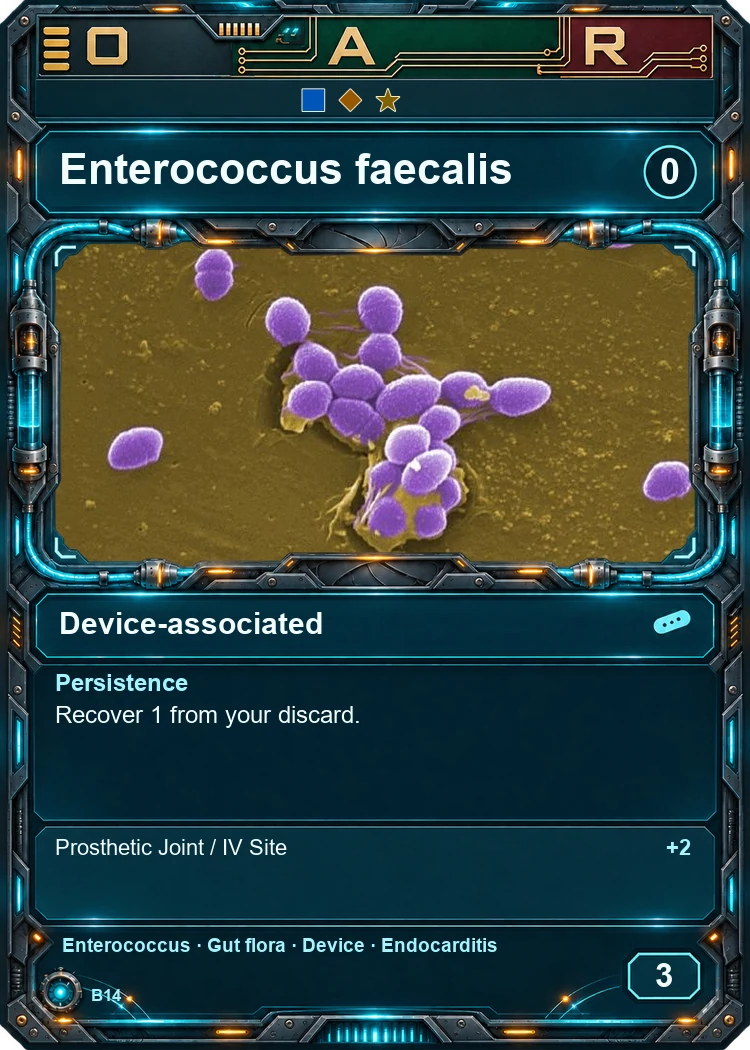 O A R
Enterococcus faecalis 0
Device-associated
Persistence
Recover 1 from your discard.
Prosthetic Joint / IV Site +2
Enterococcus · Gut flora · Device · Endocarditis
3
B14